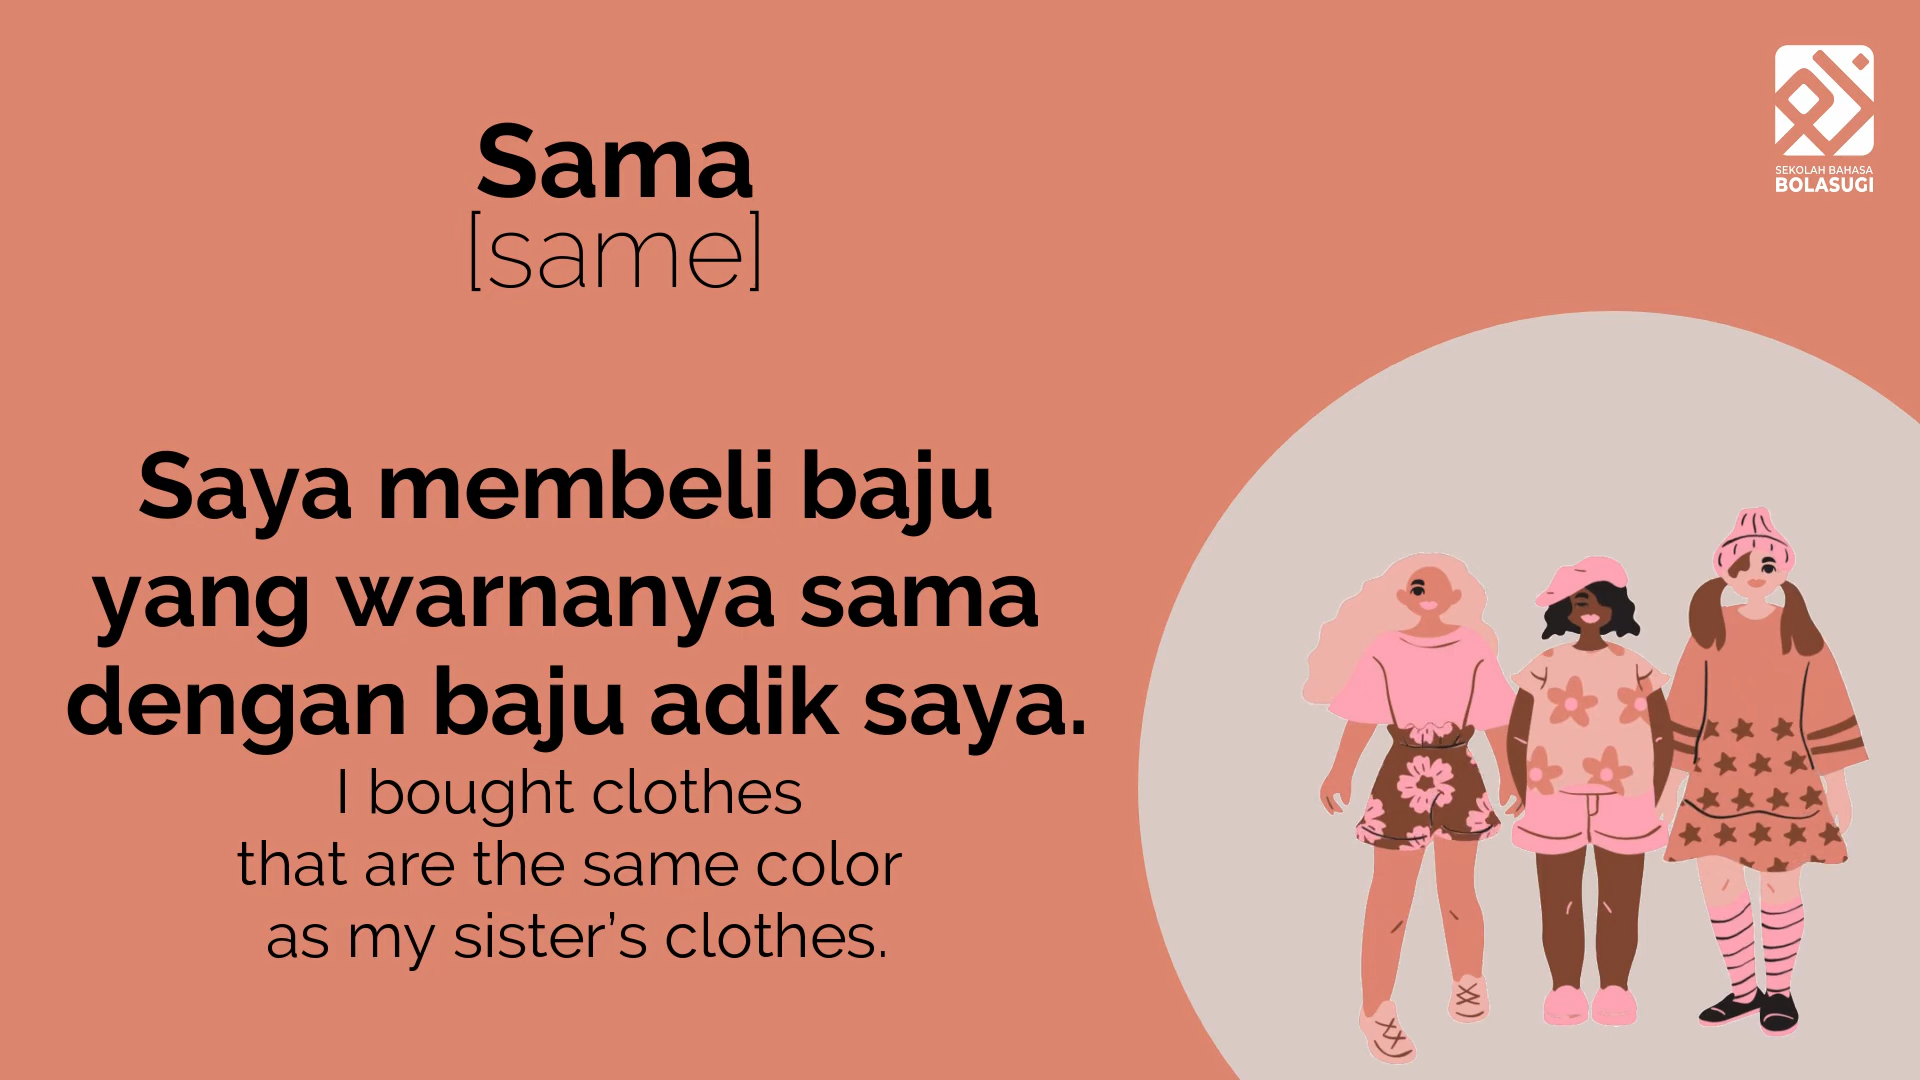 Sama
[same]
SEKOLAH BAHASA
BOLASUGI
Saya membeli baju
yang warnanya sama
dengan baju adik saya.
I bought clothes
that are the same color
as my sister’s clothes.